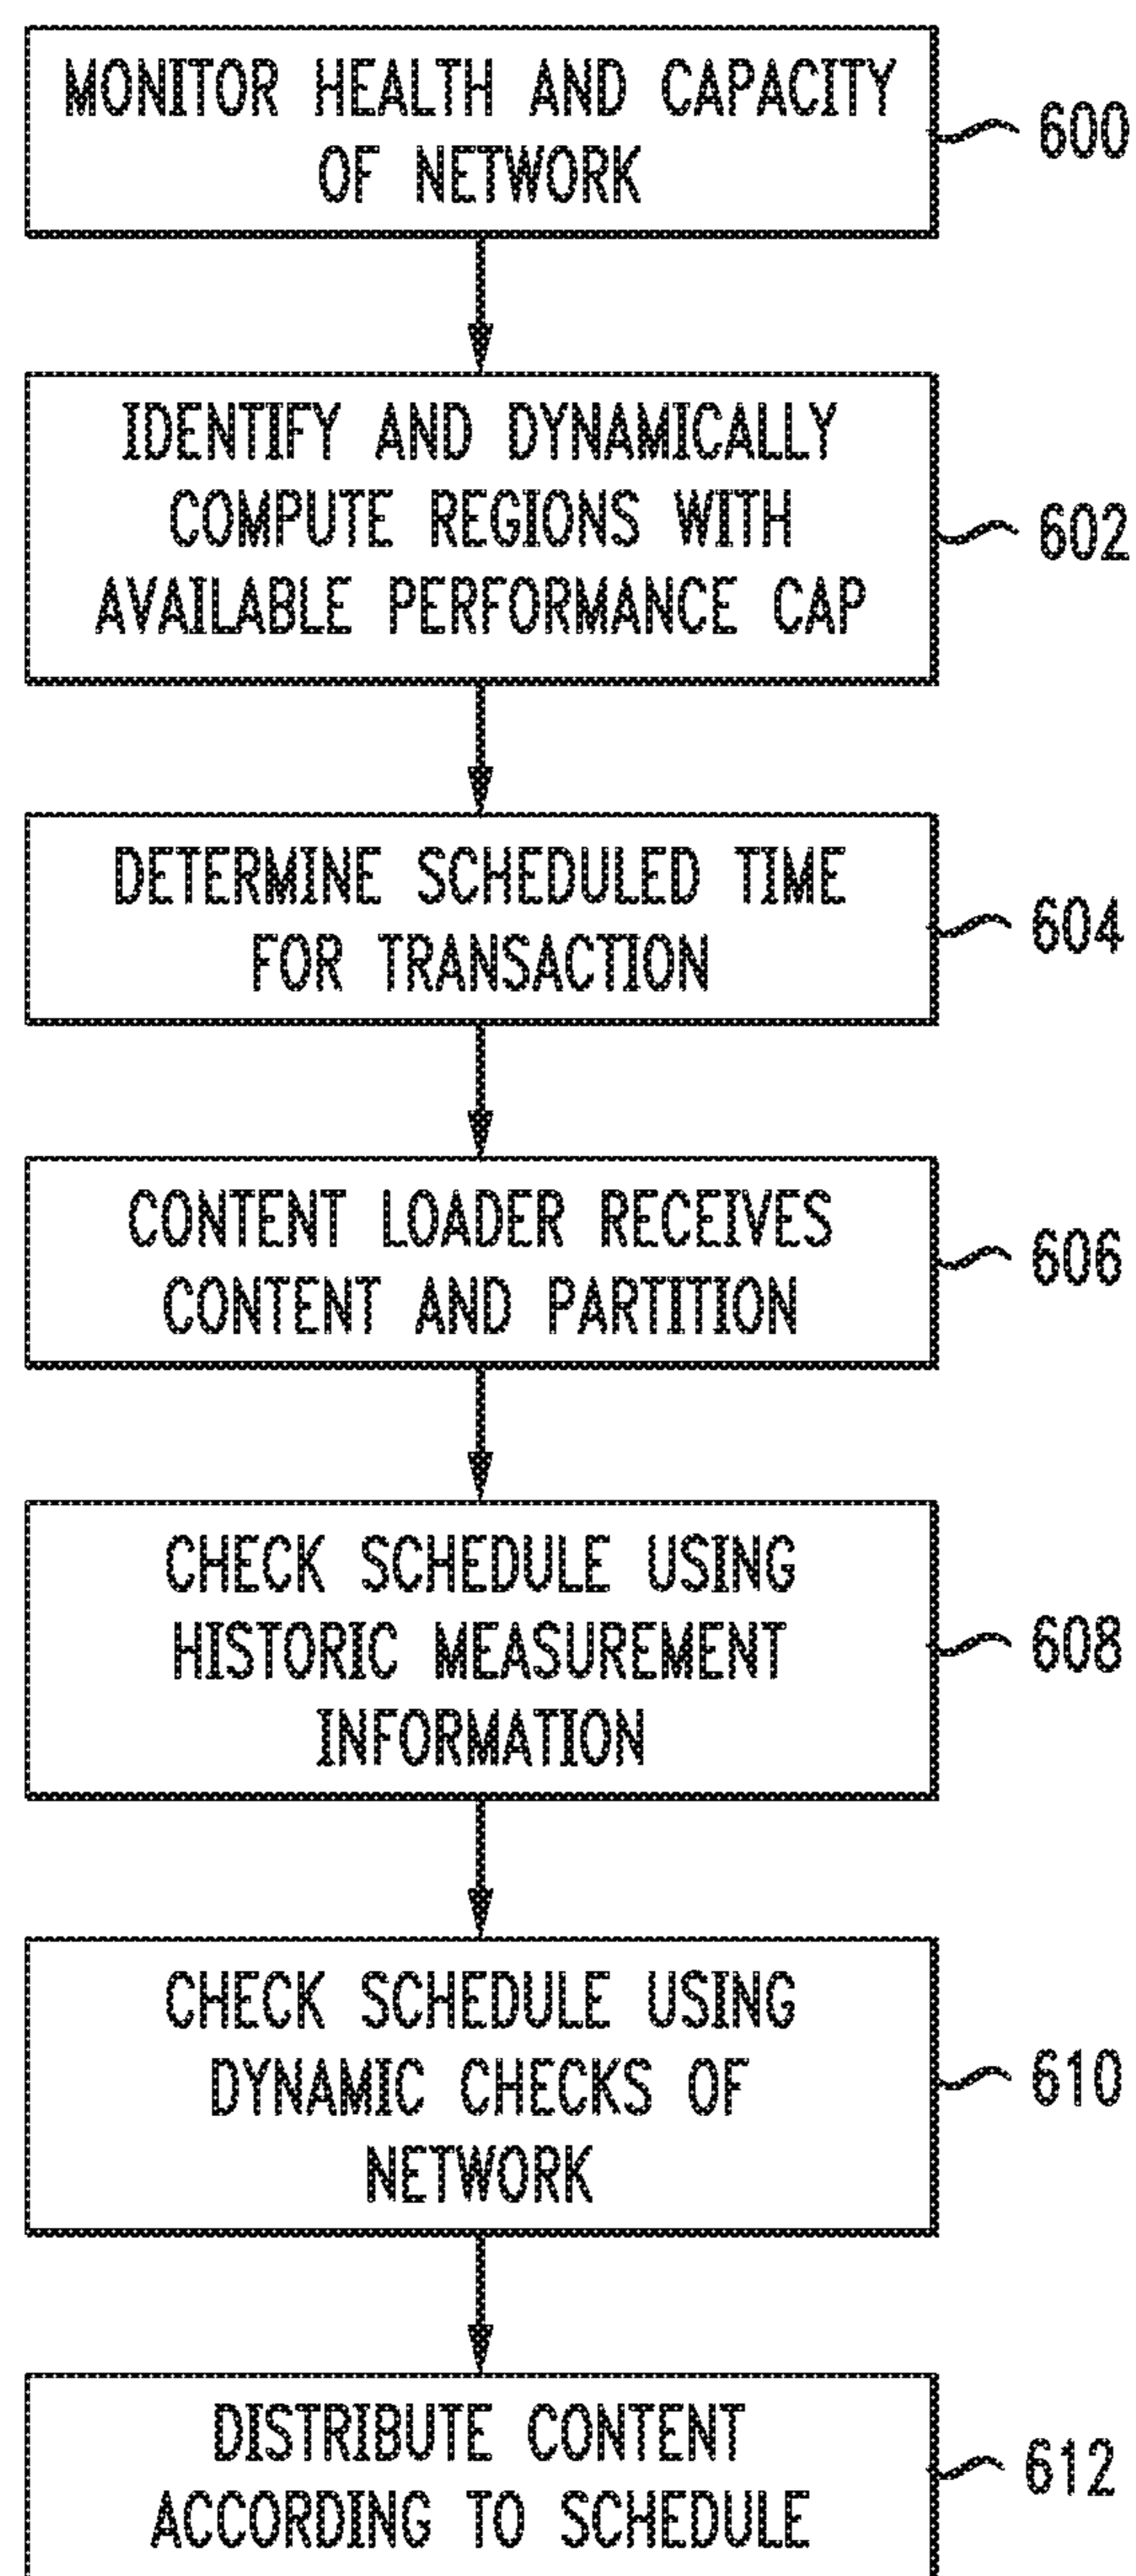 MONITOR HEALTH AND CAPACITY
OF NETWORK
600
IDENTIFY AND DYNAMICALLY
COMPUTE REGIONS WITH
AVAILABLE PERFORMANCE CAP
602
DETERMINE SCHEDULED TIME
FOR TRANSACTION
604
CONTENT LOADER RECEIVES
CONTENT AND PARTITION
606
CHECK SCHEDULE USING
HISTORIC MEASUREMENT
INFORMATION
608
CHECK SCHEDULE USING
DYNAMIC CHECKS OF
NETWORK
610
DISTRIBUTE CONTENT
ACCORDING TO SCHEDULE
612